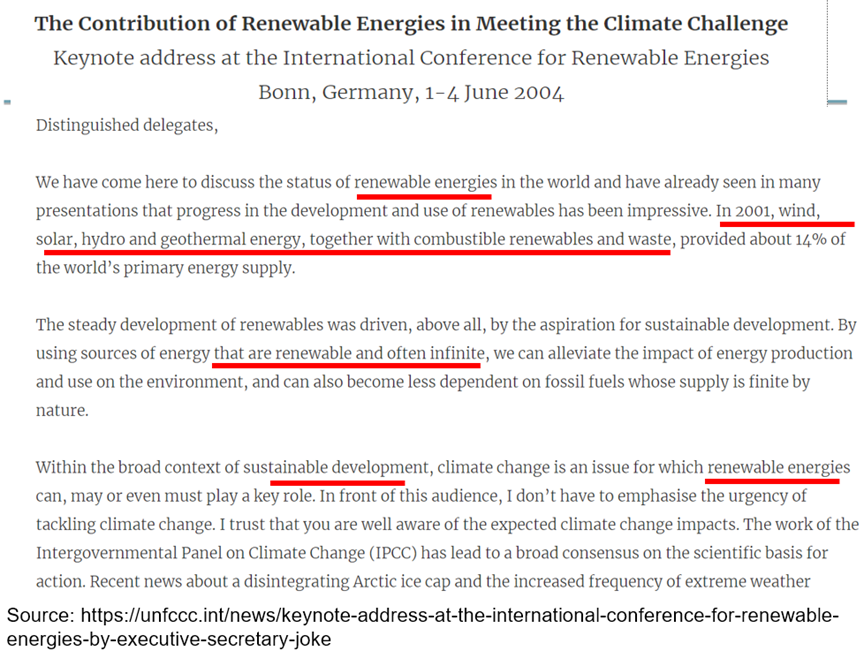 The Contribution of Renewable Energies in Meeting the Climate Challenge
Keynote address at the International Conference for Renewable Energies
Bonn, Germany, 1-4 June 2004
Distinguished delegates,
We have come here to discuss the status of renewable energies in the world and have already seen in many
presentations that progress in the development and use of renewables has been impressive. In 2001, wind,
solar, hydro and geothermal energy, together with combustible renewables and waste, provided about 14% of
the world's primary energy supply.
The steady development of renewables was driven, above all, by the aspiration for sustainable development. By
using sources of energy that are renewable and often infinite, we can alleviate the impact of energy production
and use on the environment, and can also become less dependent on fossil fuels whose supply is finite by
nature.
Within the broad context of sustainable development, climate change is an issue for which renewable energies
can, may or even must play a key role. In front of this audience, I don't have to emphasise the urgency of
tackling climate change. I trust that you are well aware of the expected climate change impacts. The work of the
Intergovernmental Panel on Climate Change (IPCC) has lead to a broad consensus on the scientific basis for
action. Recent news about a disintegrating Arctic ice cap and the increased frequency of extreme weather
Source: https://unfccc.int/news/keynote-address-at-the-international-conference-for-renewable-
energies-by-executive-secretary-joke